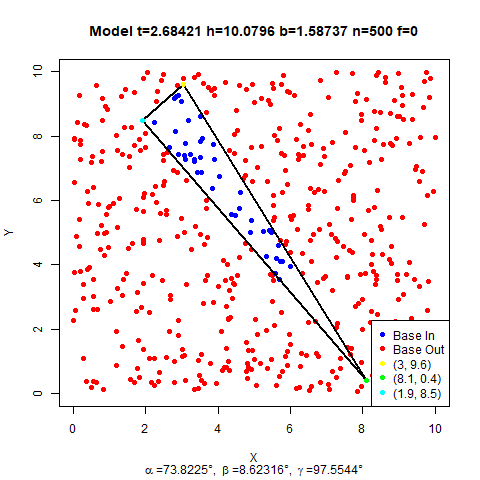 Model t=2.68421 h=10.0796 b=1.58737 n=500 f=0
10
8
6
4
2
0
Y
Base In
Base Out
(3, 9.6)
(8.1, 0.4)
(1.9, 8.5)
0 2 4 6 8 10
X
α=73.8225°, β=8.62316°, γ=97.5544°